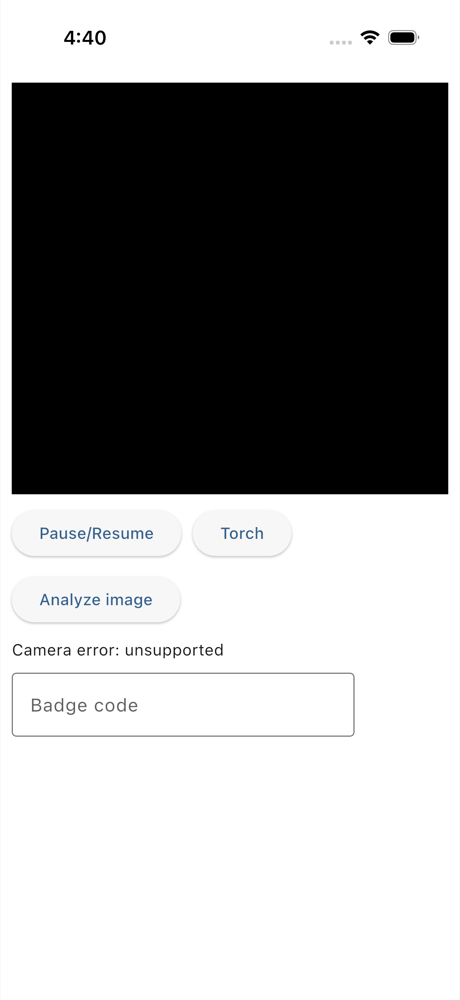 4:40
Pause/Resume
Torch
Analyze image
Camera error: unsupported
Badge code